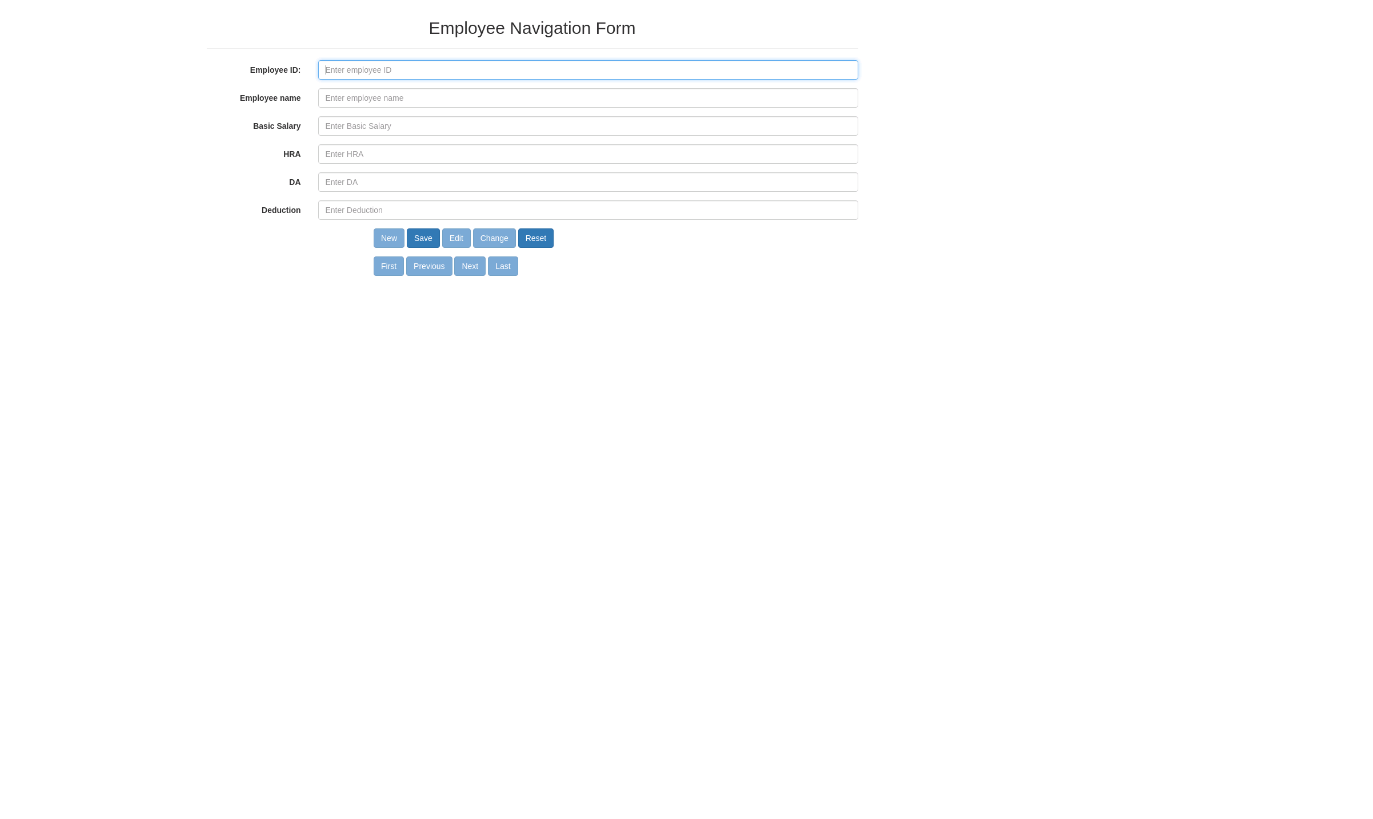 Employee Navigation Form
Employee ID: Enter employee ID
Employee name Enter employee name
Basic Salary Enter Basic Salary
HRA Enter HRA
DA Enter DA
Deduction Enter Deduction
New Save Edit Change Reset
First Previous Next Last